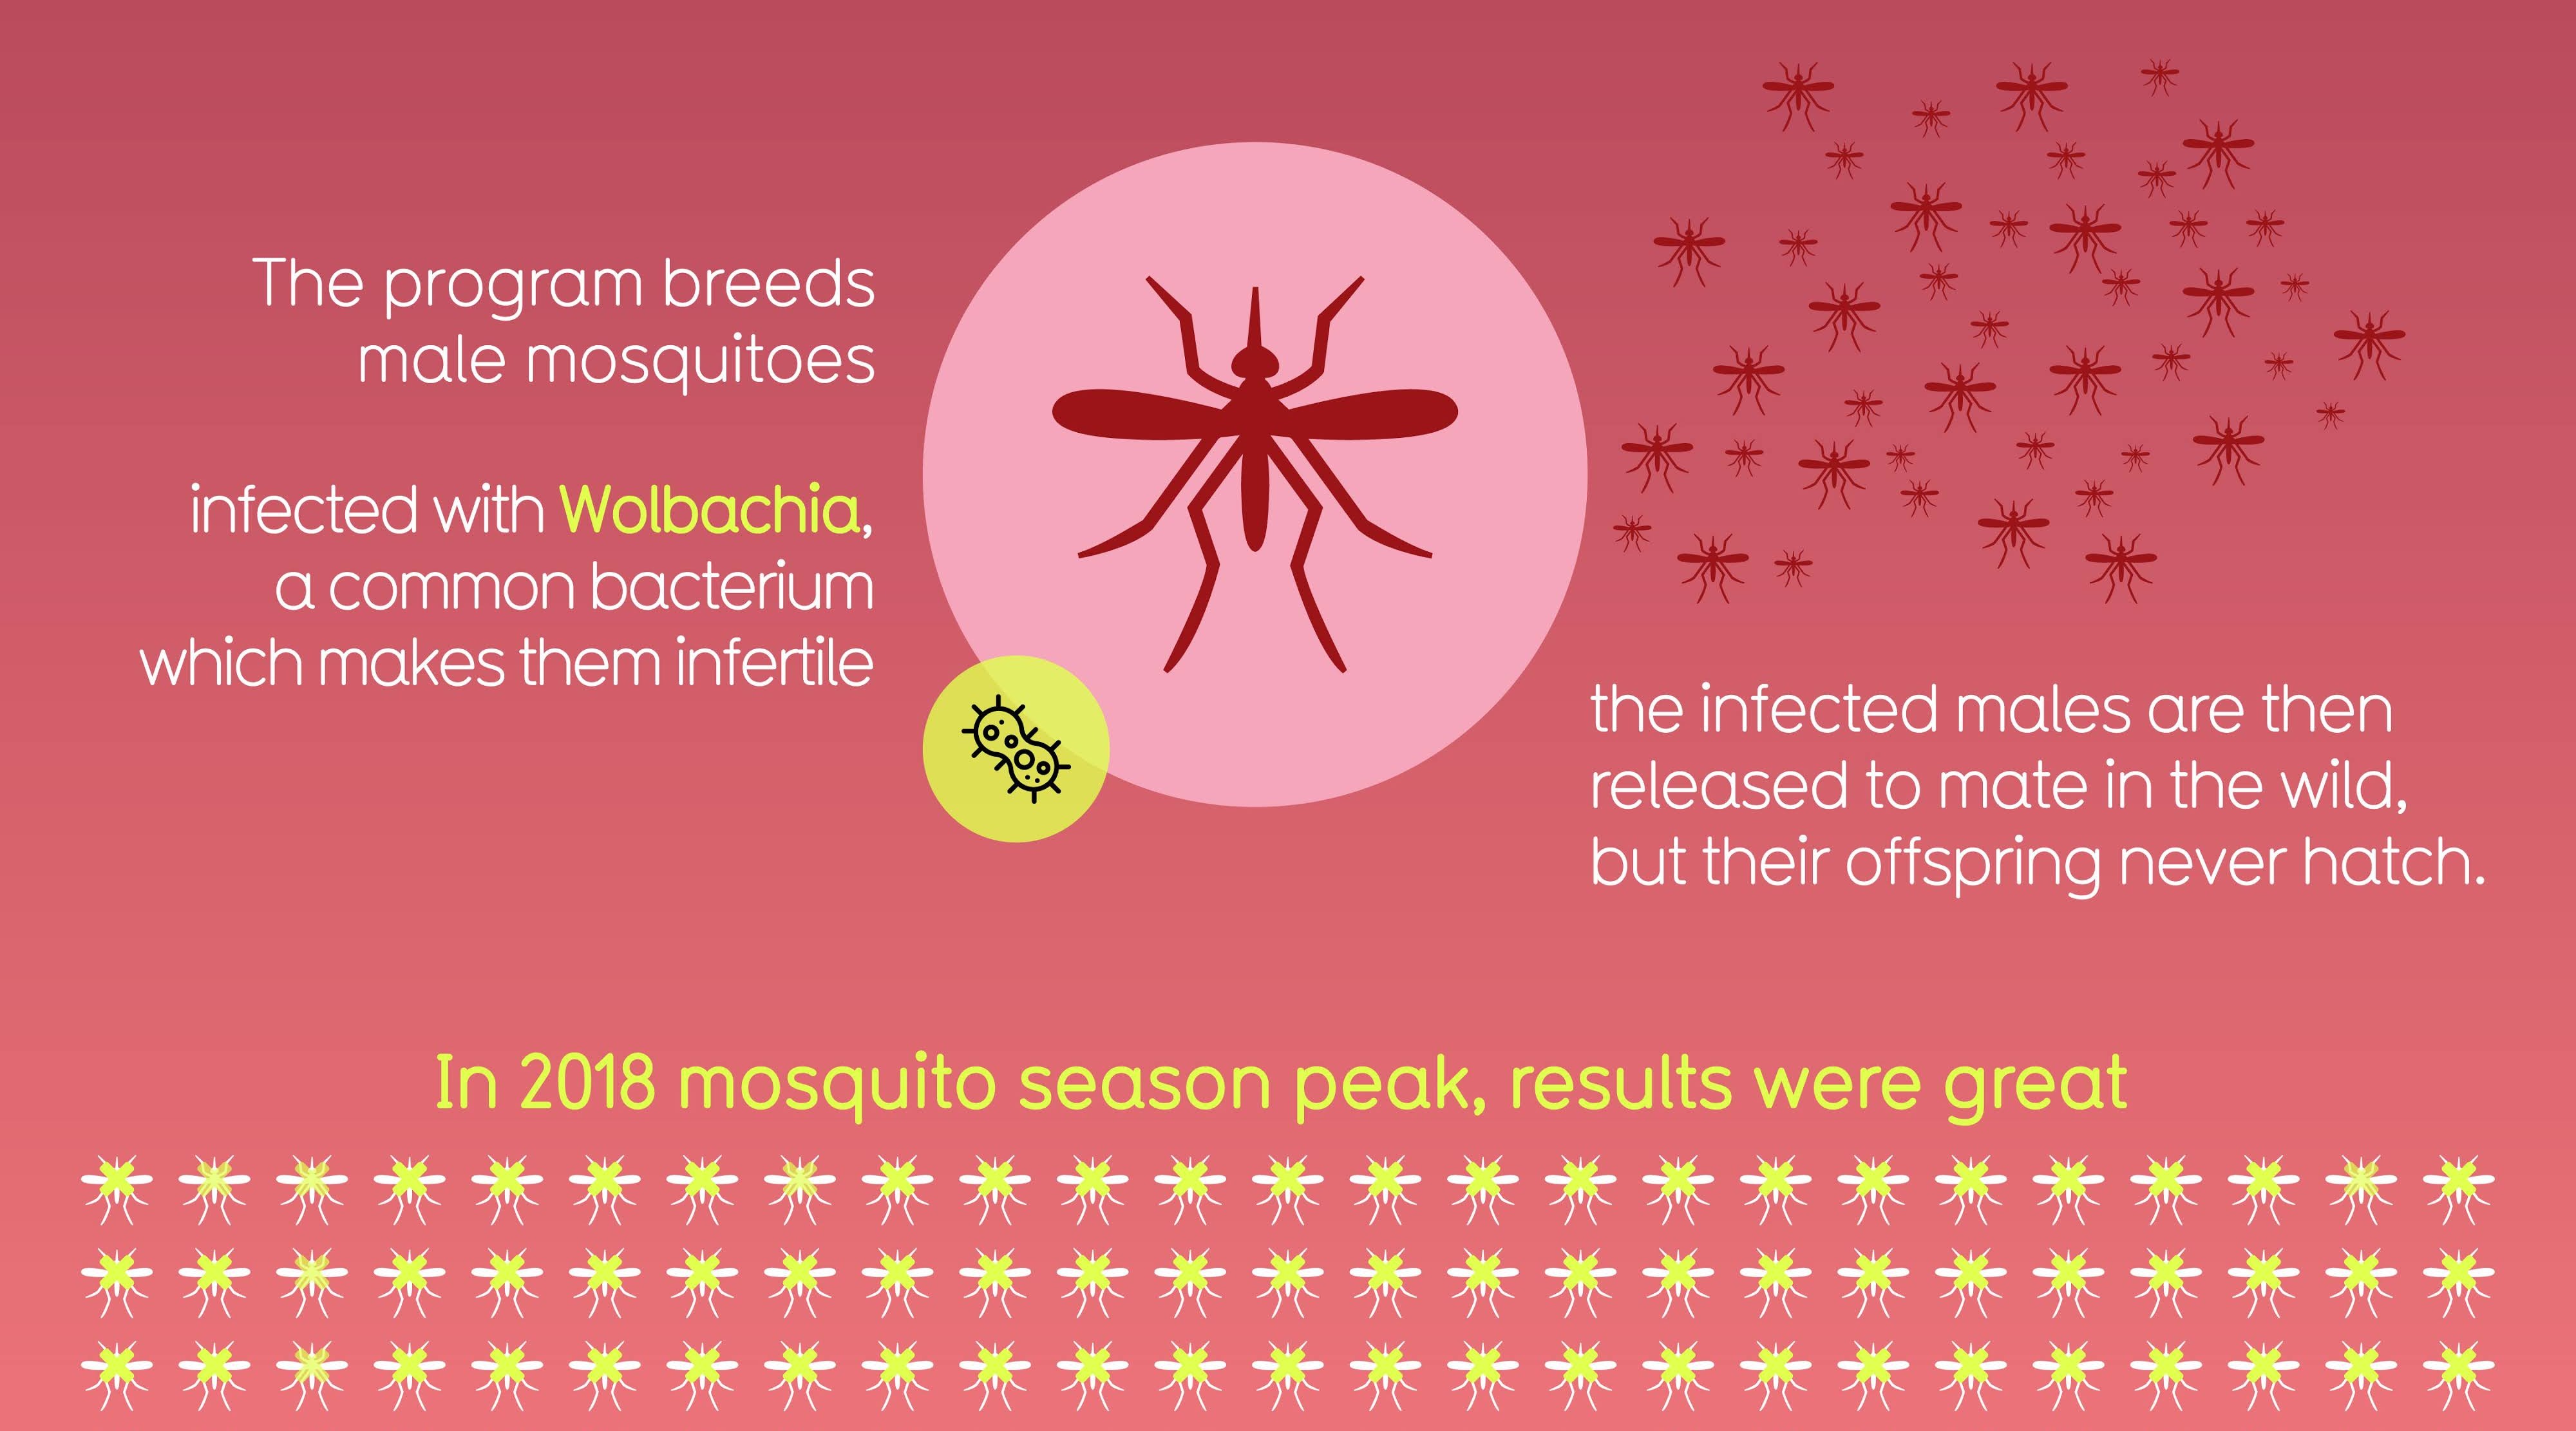 The program breeds
male mosquitoes
infected with Wolbachia,
a common bacterium
which makes them infertile
the infected males are then
released to mate in the wild,
but their offspring never hatch.
In 2018 mosquito season peak, results were great